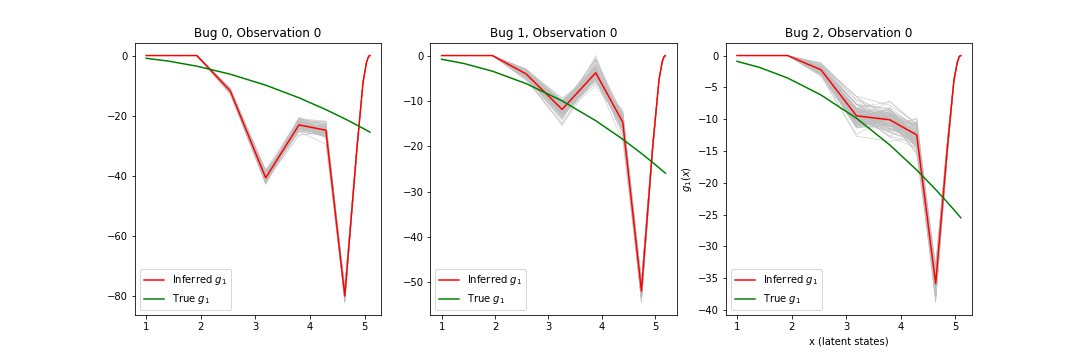 Bug 0, Observation 0
0
−20
−40
−60
−80
Inferred g₁
True g₁
1 2 3 4 5
Bug 1, Observation 0
0
−10
−20
−30
−40
−50
Inferred g₁
True g₁
1 2 3 4 5
Bug 2, Observation 0
g₁(x)
0
−5
−10
−15
−20
−25
−30
−35
−40
Inferred g₁
True g₁
1 2 3 4 5
x (latent states)